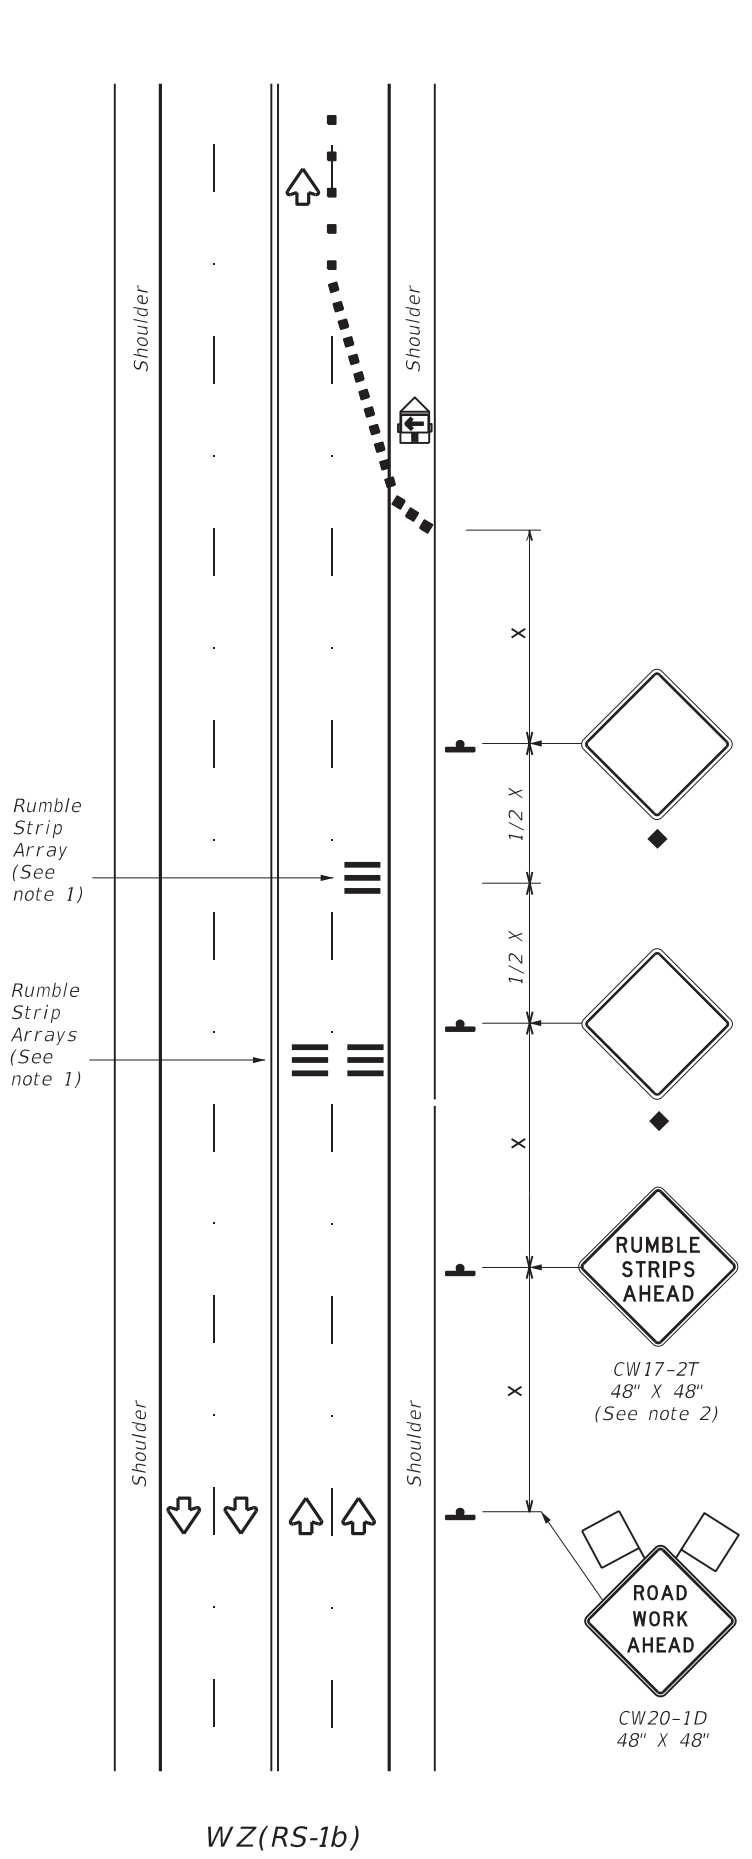 Shoulder
Shoulder
X
1/2 X
Rumble
Strip
Array
(See
note 1)
1/2 X
Rumble
Strip
Arrays
(See
note 1)
X
RUMBLE
STRIPS
AHEAD
CW17-2T
48" X 48"
(See note 2)
X
Shoulder
Shoulder
ROAD
WORK
AHEAD
CW20-1D
48" X 48"
WZ(RS-1b)